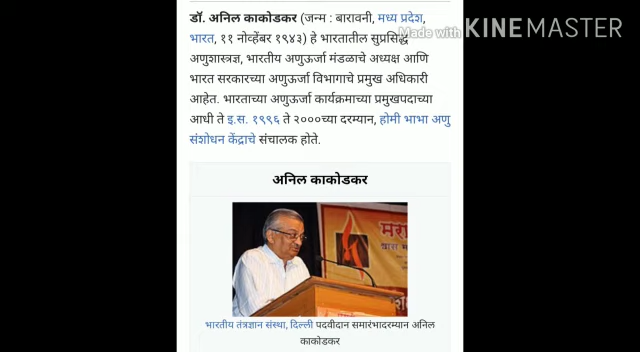 Made with KINEMASTER
डॉ. अनिल काकोडकर (जन्म : बारावनी, मध्य प्रदेश,
भारत, ११ नोव्हेंबर १९४३) हे भारतातील सुप्रसिद्ध
अणुशास्त्रज्ञ, भारतीय अणुऊर्जा मंडळाचे अध्यक्ष आणि
भारत सरकारच्या अणुऊर्जा विभागाचे प्रमुख अधिकारी
आहेत. भारताच्या अणुऊर्जा कार्यक्रमाच्या प्रमुखपदाच्या
आधी ते इ.स. १९९६ ते २०००च्या दरम्यान, होमी भाभा अणु
संशोधन केंद्राचे संचालक होते.
अनिल काकोडकर
भारतीय तंत्रज्ञान संस्था, दिल्ली पदवीदान समारंभादरम्यान अनिल
काकोडकर